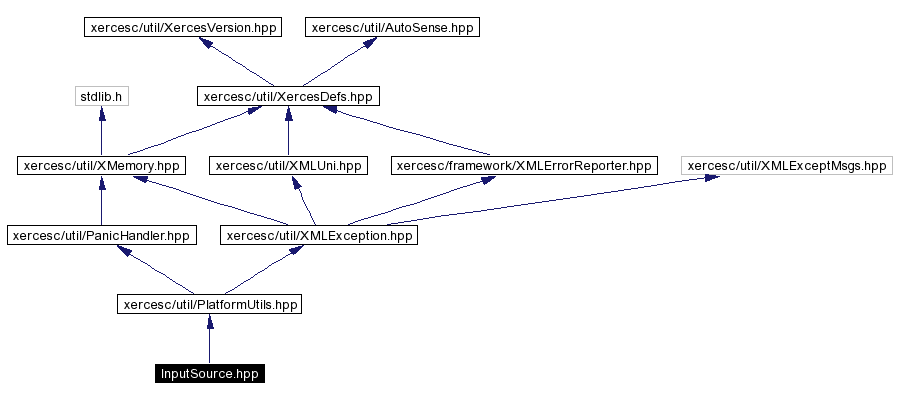 xercesc/util/XercesVersion.hpp
xercesc/util/AutoSense.hpp
stdlib.h
xercesc/util/XercesDefs.hpp
xercesc/util/XMemory.hpp
xercesc/util/XMLUni.hpp
xercesc/framework/XMLErrorReporter.hpp
xercesc/util/XMLExceptMsgs.hpp
xercesc/util/PanicHandler.hpp
xercesc/util/XMLException.hpp
xercesc/util/PlatformUtils.hpp
InputSource.hpp